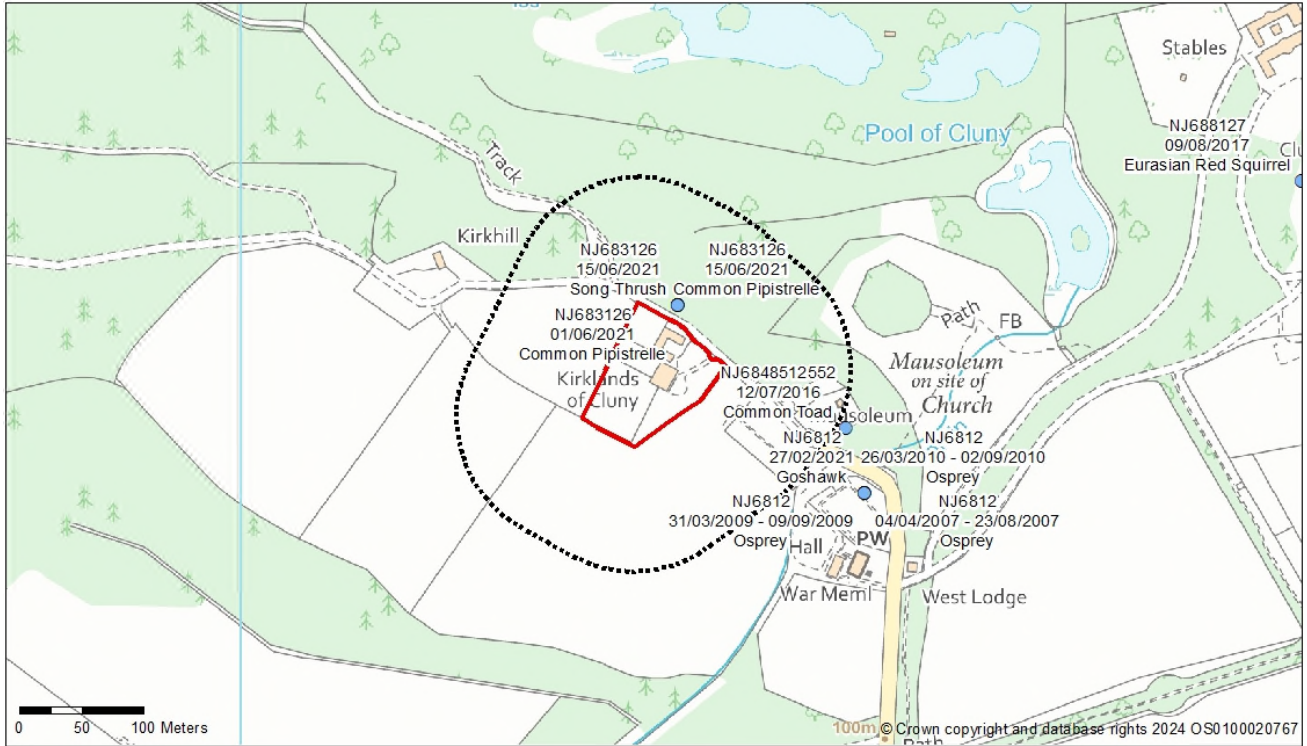 Stables
Pool of Cluny
NJ688127
09/08/2017
Eurasian Red Squirrel
Track
Kirkhill
NJ683126
15/06/2021
Song Thrush
NJ683126
15/06/2021
Common Pipistrelle
NJ683126
01/06/2021
Common Pipistrelle
Kirklands
of Cluny
Path
FB
Mausoleum
on site of
Church
NJ6848512552
12/07/2016
Common Toad
NJ6812
27/02/2021
Goshawk
NJ6812
26/03/2010 - 02/09/2010
Osprey
NJ6812
31/03/2009 - 09/09/2009
Osprey
NJ6812
04/04/2007 - 23/08/2007
Osprey
Hall
PW
War Meml
West Lodge
0 50 100 Meters
100m
© Crown copyright and database rights 2024 OS0100020767
Path